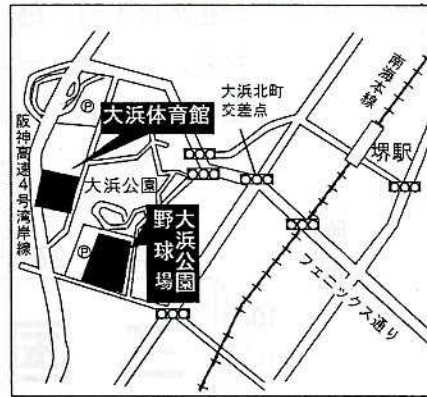 南海本線
大浜北町
交差点
Ⓟ
大浜体育館
堺駅
阪神高速4号湾岸線
大浜公園
大浜公園
野球場
Ⓟ
フェニックス通り